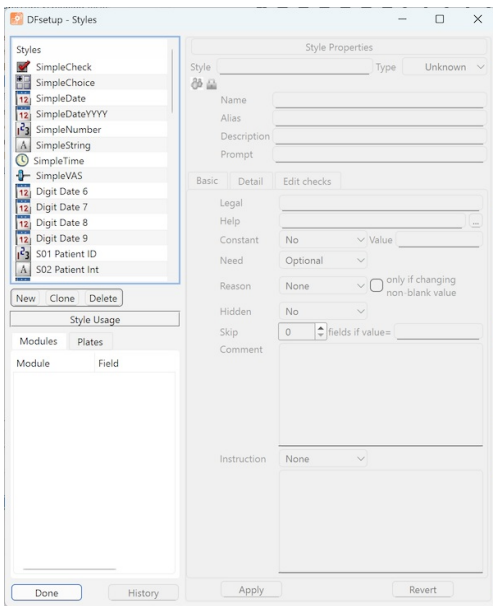 DFsetup - Styles
Styles
SimpleCheck
SimpleChoice
SimpleDate
SimpleDateYYYY
SimpleNumber
SimpleString
SimpleTime
SimpleVAS
Digit Date 6
Digit Date 7
Digit Date 8
Digit Date 9
S01 Patient ID
S02 Patient Int
New Clone Delete
Style Usage
Modules Plates
Module Field
Done History
Style Properties
Style Type Unknown
Name
Alias
Description
Prompt
Basic Detail Edit checks
Legal
Help ...
Constant No Value
Need Optional
Reason None only if changing
non-blank value
Hidden No
Skip 0 fields if value=
Comment
Instruction None
Apply Revert